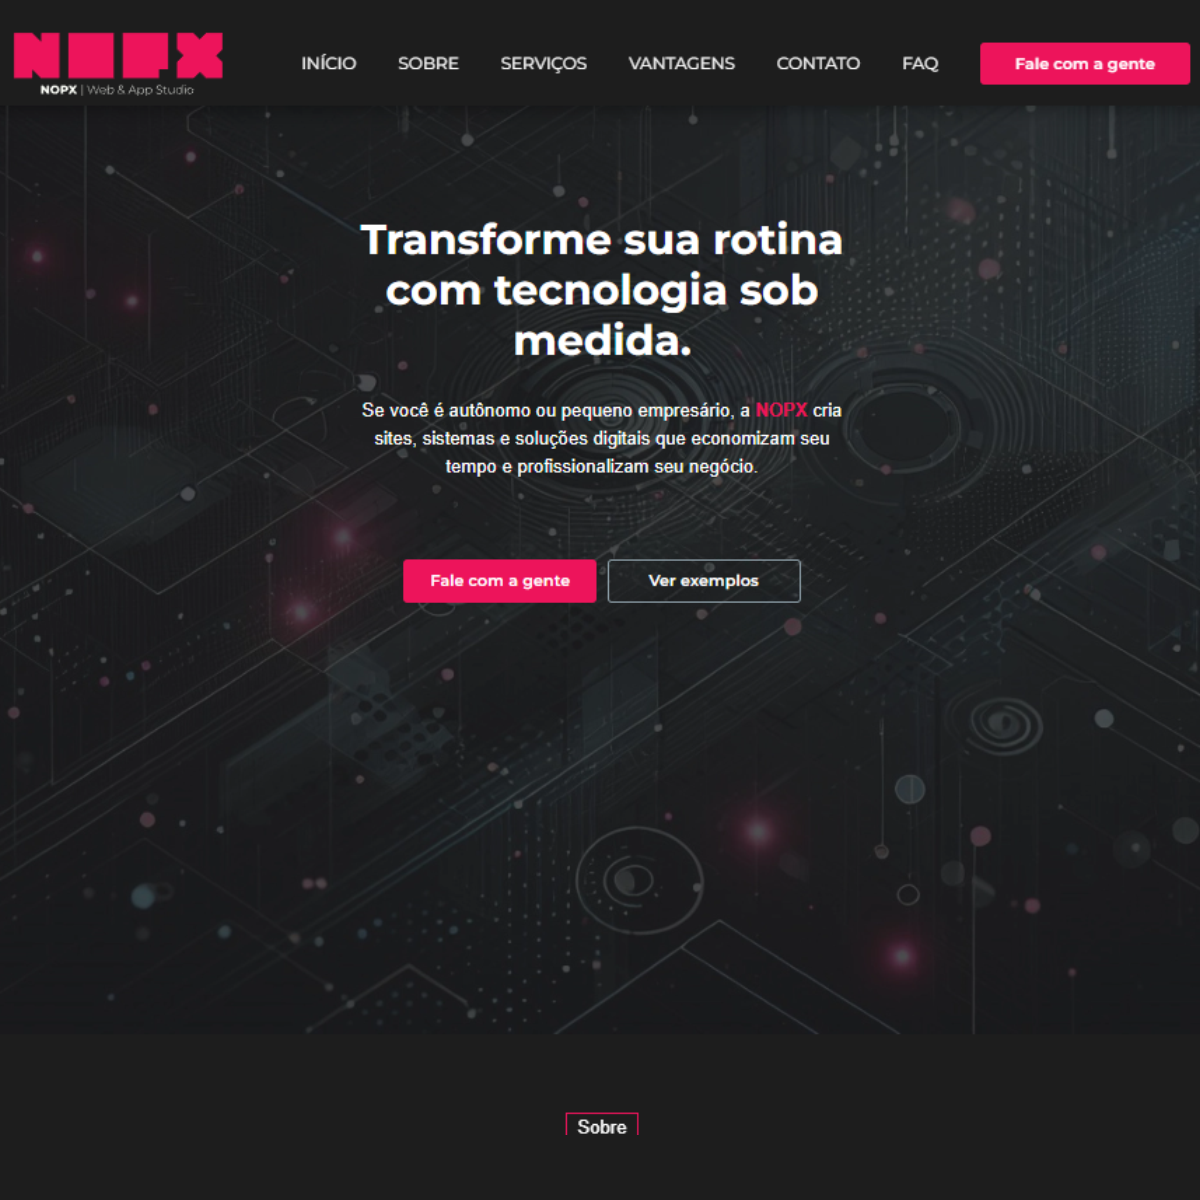 NOPX
NOPX | Web & App Studio
INÍCIO SOBRE SERVIÇOS VANTAGENS CONTATO FAQ Fale com a gente
Transforme sua rotina
com tecnologia sob
medida.
Se você é autônomo ou pequeno empresário, a NOPX cria
sites, sistemas e soluções digitais que economizam seu
tempo e profissionalizam seu negócio.
Fale com a gente Ver exemplos
Sobre